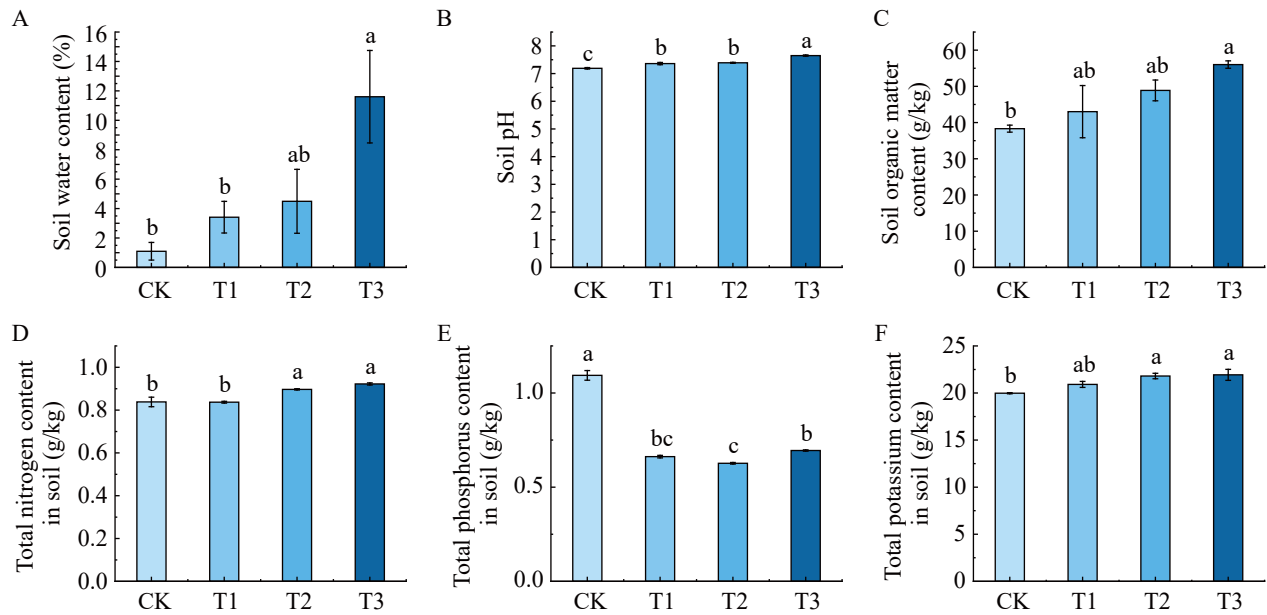 A
Soil water content (%)
16
14
12
10
8
6
4
2
0
b
b
ab
a
CK T1 T2 T3
B
Soil pH
8
7
6
5
4
3
2
1
0
c
b
b
a
CK T1 T2 T3
C
Soil organic matter
content (g/kg)
60
50
40
30
20
10
0
b
ab
ab
a
CK T1 T2 T3
D
Total nitrogen content
in soil (g/kg)
1.0
0.8
0.6
0.4
0.2
0.0
b
b
a
a
CK T1 T2 T3
E
Total phosphorus content
in soil (g/kg)
1.0
0.5
0.0
a
bc
c
b
CK T1 T2 T3
F
Total potassium content
in soil (g/kg)
25
20
15
10
5
0
b
ab
a
a
CK T1 T2 T3